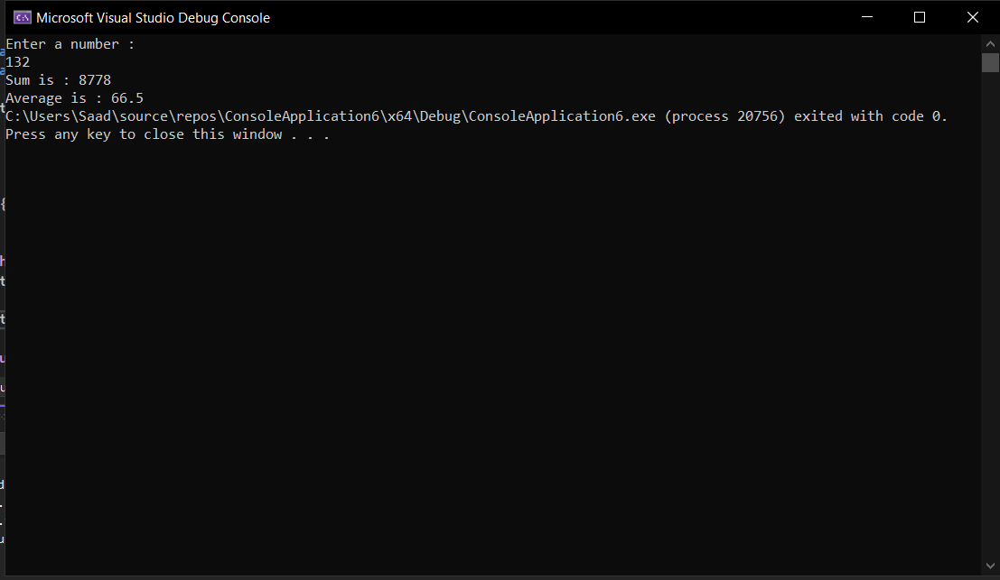 Microsoft Visual Studio Debug Console
Enter a number :
132
Sum is : 8778
Average is : 66.5
C:\Users\Saad\source\repos\ConsoleApplication6\x64\Debug\ConsoleApplication6.exe (process 20756) exited with code 0.
Press any key to close this window . . .